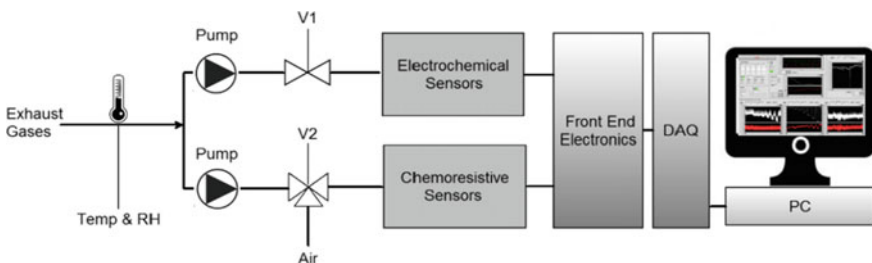 V1
Pump
Electrochemical
Sensors
Exhaust
Gases
Front End
Electronics
DAQ
V2
Pump
Chemoresistive
Sensors
Temp & RH
Air
PC